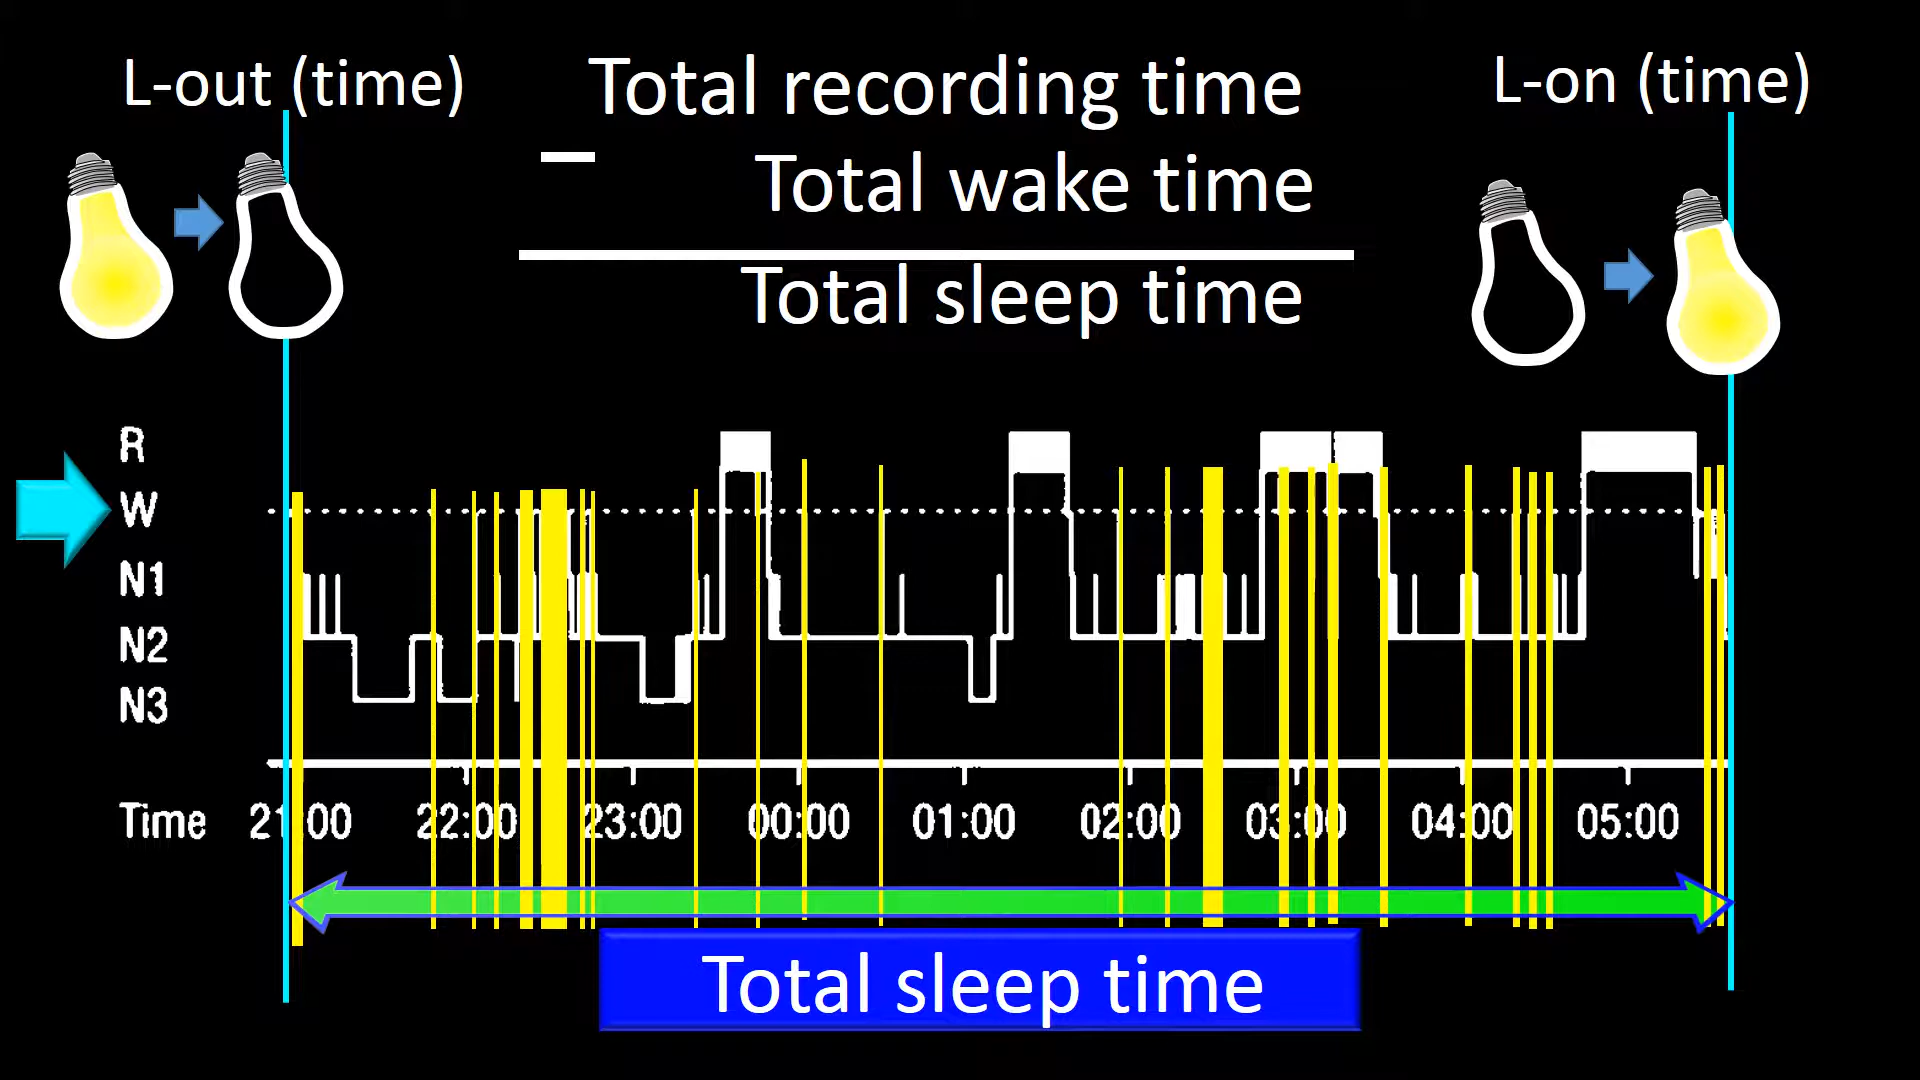 L-out (time)
Total recording time
L-on (time)
– Total wake time
Total sleep time
R
W
N1
N2
N3
Time 21:00 22:00 23:00 00:00 01:00 02:00 03:00 04:00 05:00
Total sleep time